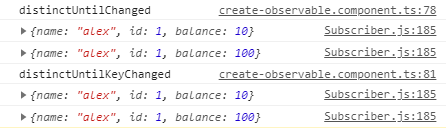 distinctUntilChanged create-observable.component.ts:78
▶ {name: "alex", id: 1, balance: 10} Subscriber.js:185
▶ {name: "alex", id: 1, balance: 100} Subscriber.js:185
distinctUntilKeyChanged create-observable.component.ts:81
▶ {name: "alex", id: 1, balance: 10} Subscriber.js:185
▶ {name: "alex", id: 1, balance: 100} Subscriber.js:185